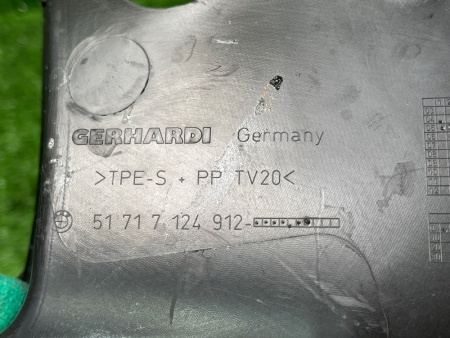 GERHARDI Germany
>TPE-S + PP TV20<
51 71 7 124 912-